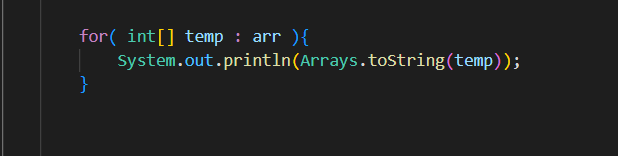 for( int[] temp : arr ){
System.out.println(Arrays.toString(temp));
}